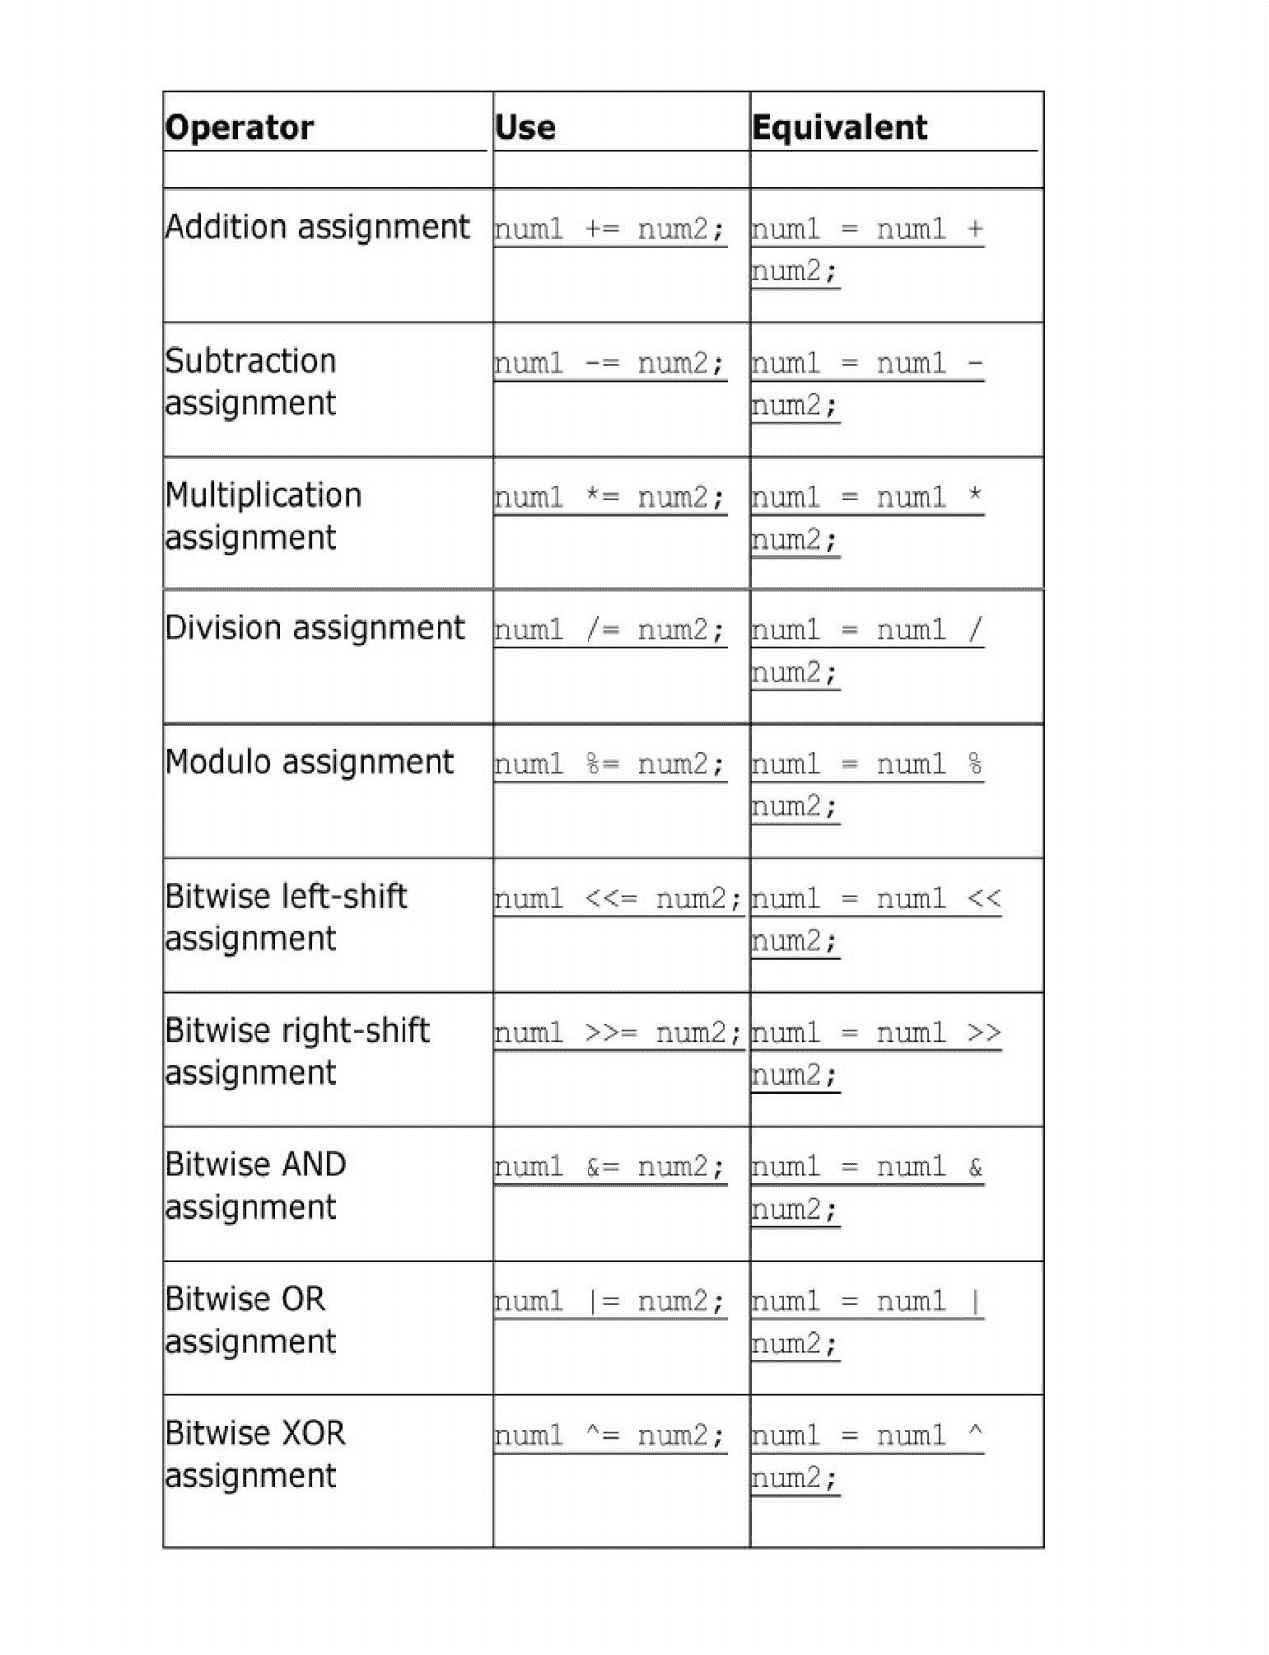 Operator Use Equivalent
Addition assignment num1 += num2; num1 = num1 +
num2;
Subtraction num1 -= num2; num1 = num1 -
assignment num2;
Multiplication num1 *= num2; num1 = num1 *
assignment num2;
Division assignment num1 /= num2; num1 = num1 /
num2;
Modulo assignment num1 %= num2; num1 = num1 %
num2;
Bitwise left-shift num1 <<= num2; num1 = num1 <<
assignment num2;
Bitwise right-shift num1 >>= num2; num1 = num1 >>
assignment num2;
Bitwise AND num1 &= num2; num1 = num1 &
assignment num2;
Bitwise OR num1 |= num2; num1 = num1 |
assignment num2;
Bitwise XOR num1 ^= num2; num1 = num1 ^
assignment num2;